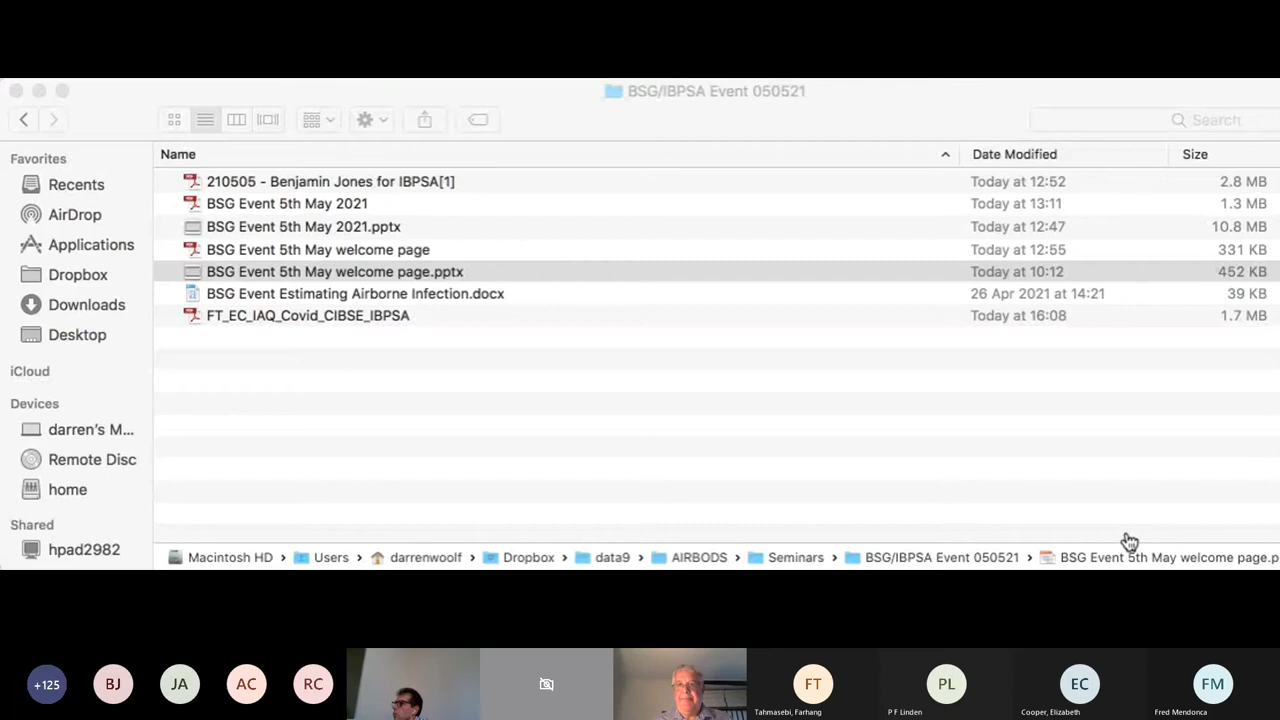 BSG/IBPSA Event 050521
Search
Favorites
Recents
AirDrop
Applications
Dropbox
Downloads
Desktop
iCloud
Devices
darren's M...
Remote Disc
home
Shared
hpad2982
Name Date Modified Size
210505 - Benjamin Jones for IBPSA[1] Today at 12:52 2.8 MB
BSG Event 5th May 2021 Today at 13:11 1.3 MB
BSG Event 5th May 2021.pptx Today at 12:47 10.8 MB
BSG Event 5th May welcome page Today at 12:55 331 KB
BSG Event 5th May welcome page.pptx Today at 10:12 452 KB
BSG Event Estimating Airborne Infection.docx 26 Apr 2021 at 14:21 39 KB
FT_EC_IAQ_Covid_CIBSE_IBPSA Today at 16:08 1.7 MB
Macintosh HD Users darrenwoolf Dropbox data9 AIRBODS Seminars BSG/IBPSA Event 050521 BSG Event 5th May welcome page.p
+125 BJ JA AC RC FT PL EC FM
Tahmasebi, Farhang P F Linden Cooper, Elizabeth Fred Mendonca